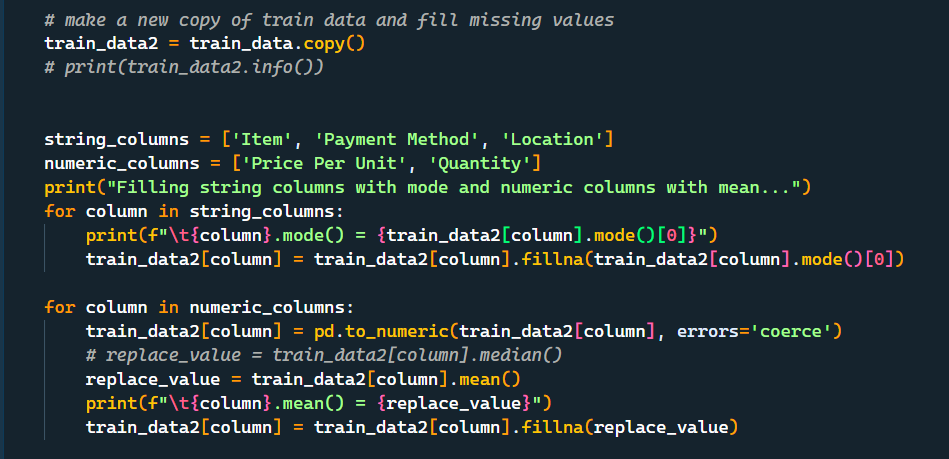 # make a new copy of train data and fill missing values
train_data2 = train_data.copy()
# print(train_data2.info())
string_columns = ['Item', 'Payment Method', 'Location']
numeric_columns = ['Price Per Unit', 'Quantity']
print("Filling string columns with mode and numeric columns with mean...")
for column in string_columns:
    print(f"\t{column}.mode() = {train_data2[column].mode()[0]}")
    train_data2[column] = train_data2[column].fillna(train_data2[column].mode()[0])
for column in numeric_columns:
    train_data2[column] = pd.to_numeric(train_data2[column], errors='coerce')
    # replace_value = train_data2[column].median()
    replace_value = train_data2[column].mean()
    print(f"\t{column}.mean() = {replace_value}")
    train_data2[column] = train_data2[column].fillna(replace_value)